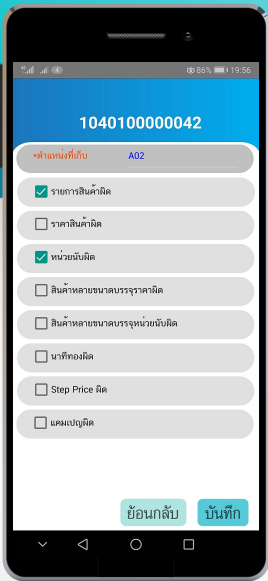 86% 19:56
1040100000042
*ตำแหน่งที่เก็บ A02
รายการสินค้าผิด
ราคาสินค้าผิด
หน่วยนับผิด
สินค้าหลายขนาดบรรจุราคาผิด
สินค้าหลายขนาดบรรจุหน่วยนับผิด
นาทีทองผิด
Step Price ผิด
แคมเปญผิด
ย้อนกลับ บันทึก